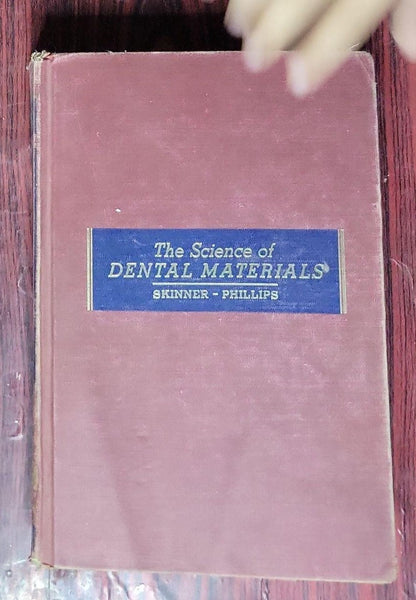 The Science of
DENTAL MATERIALS
SKINNER - PHILLIPS